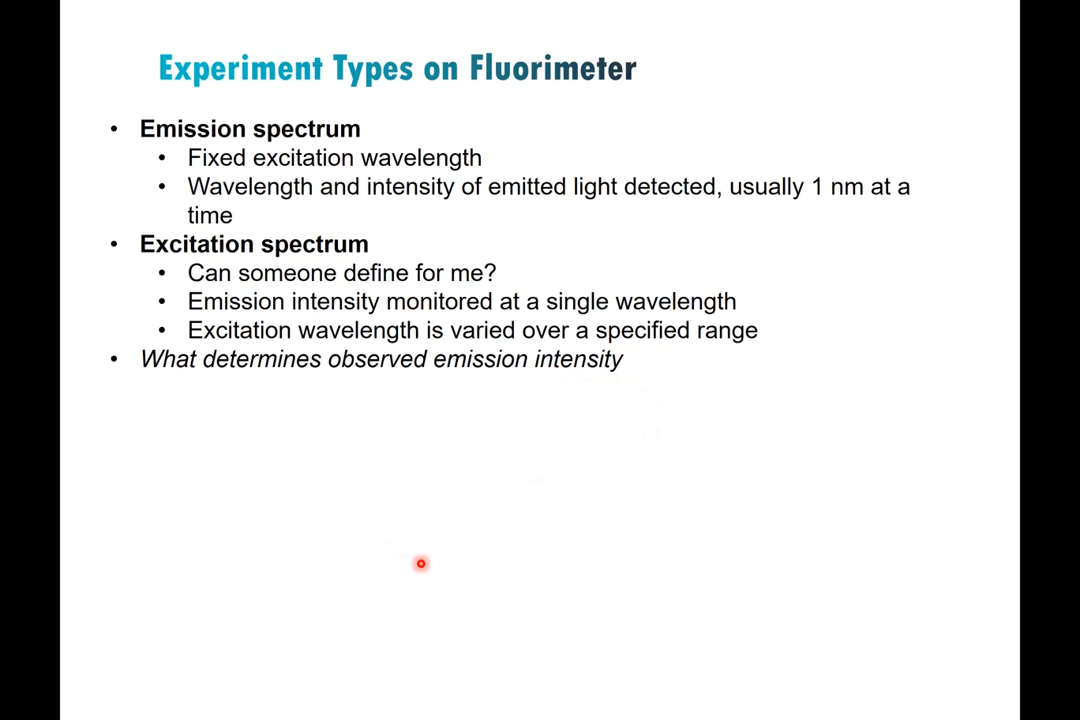 Experiment Types on Fluorimeter
• Emission spectrum
• Fixed excitation wavelength
• Wavelength and intensity of emitted light detected, usually 1 nm at a
time
• Excitation spectrum
• Can someone define for me?
• Emission intensity monitored at a single wavelength
• Excitation wavelength is varied over a specified range
• What determines observed emission intensity